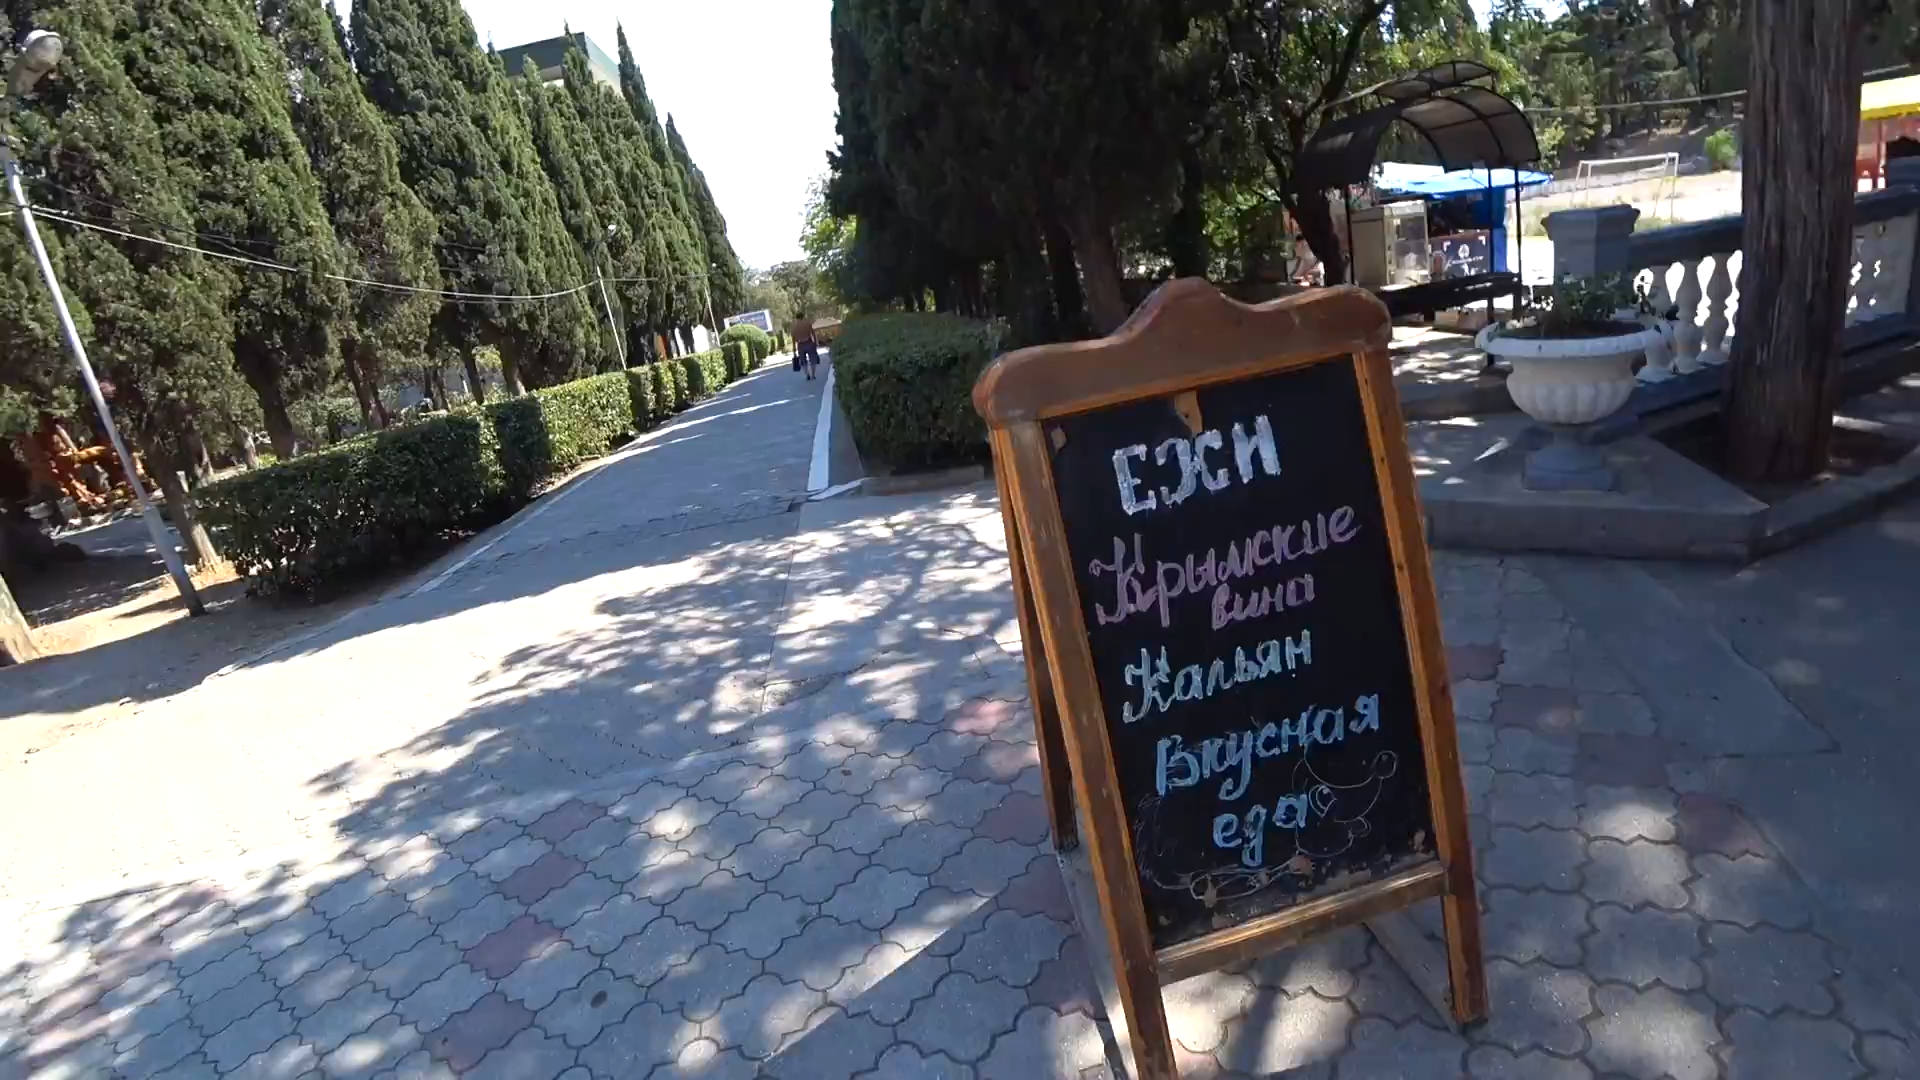 ЕЖИ
Крымские
вина
Кальян
Вкусная
еда